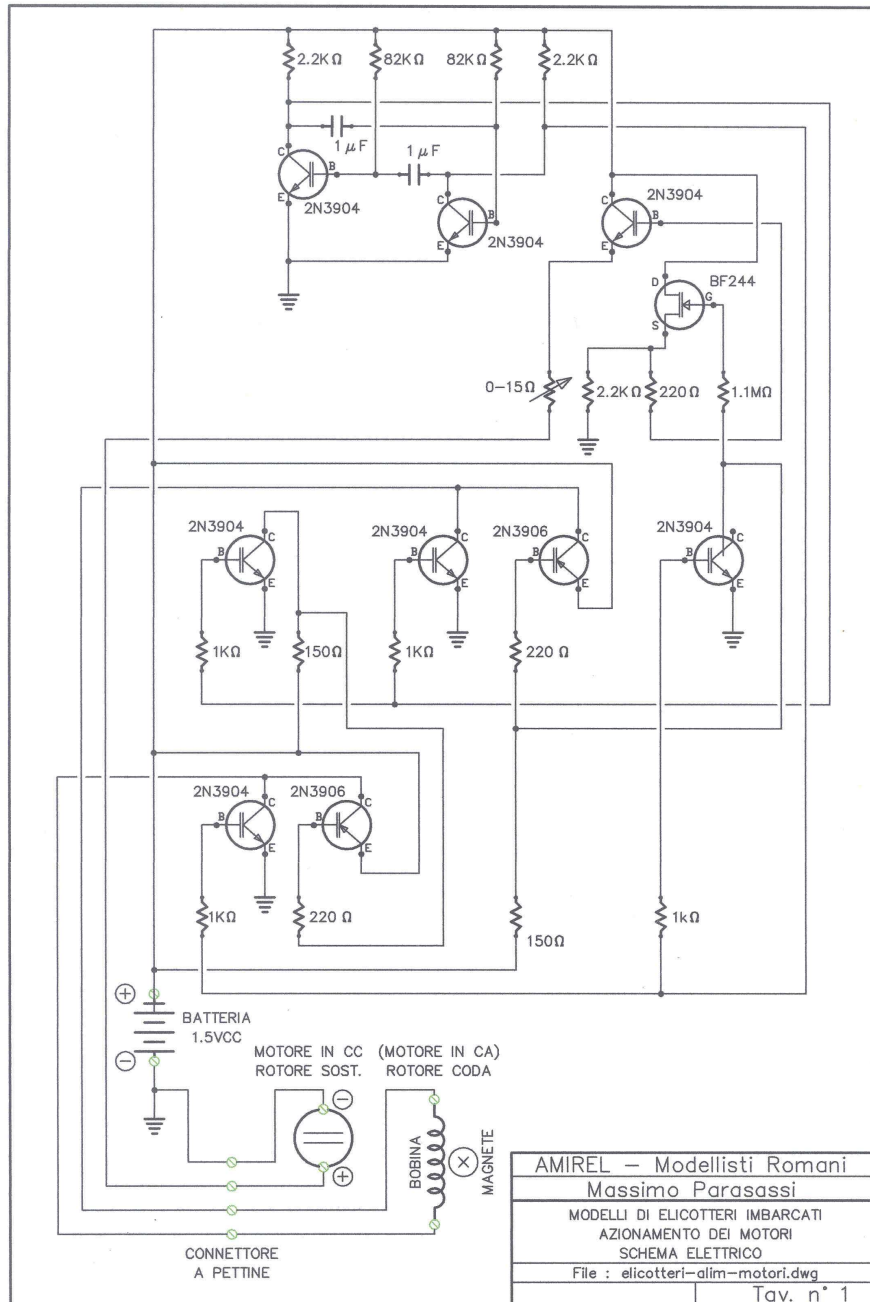 2.2KΩ 82KΩ 82KΩ 2.2KΩ
1 μF
1 μF
C
B
E
2N3904
C
B
E
2N3904
2N3904
C
B
E
BF244
D
G
S
0-15Ω
2.2KΩ
220Ω
1.1MΩ
2N3904
B
C
E
2N3904
B
C
E
2N3906
B
C
E
2N3904
B
C
E
1KΩ
150Ω
1KΩ
220 Ω
2N3904
B
C
E
2N3906
B
C
E
1KΩ
220 Ω
150Ω
1kΩ
+
BATTERIA
1.5VCC
−
MOTORE IN CC
ROTORE SOST.
(MOTORE IN CA)
ROTORE CODA
−
+
BOBINA
MAGNETE
CONNETTORE
A PETTINE
AMIREL – Modellisti Romani
Massimo Parasassi
MODELLI DI ELICOTTERI IMBARCATI
AZIONAMENTO DEI MOTORI
SCHEMA ELETTRICO
File : elicotteri-alim-motori.dwg
Tav. n° 1